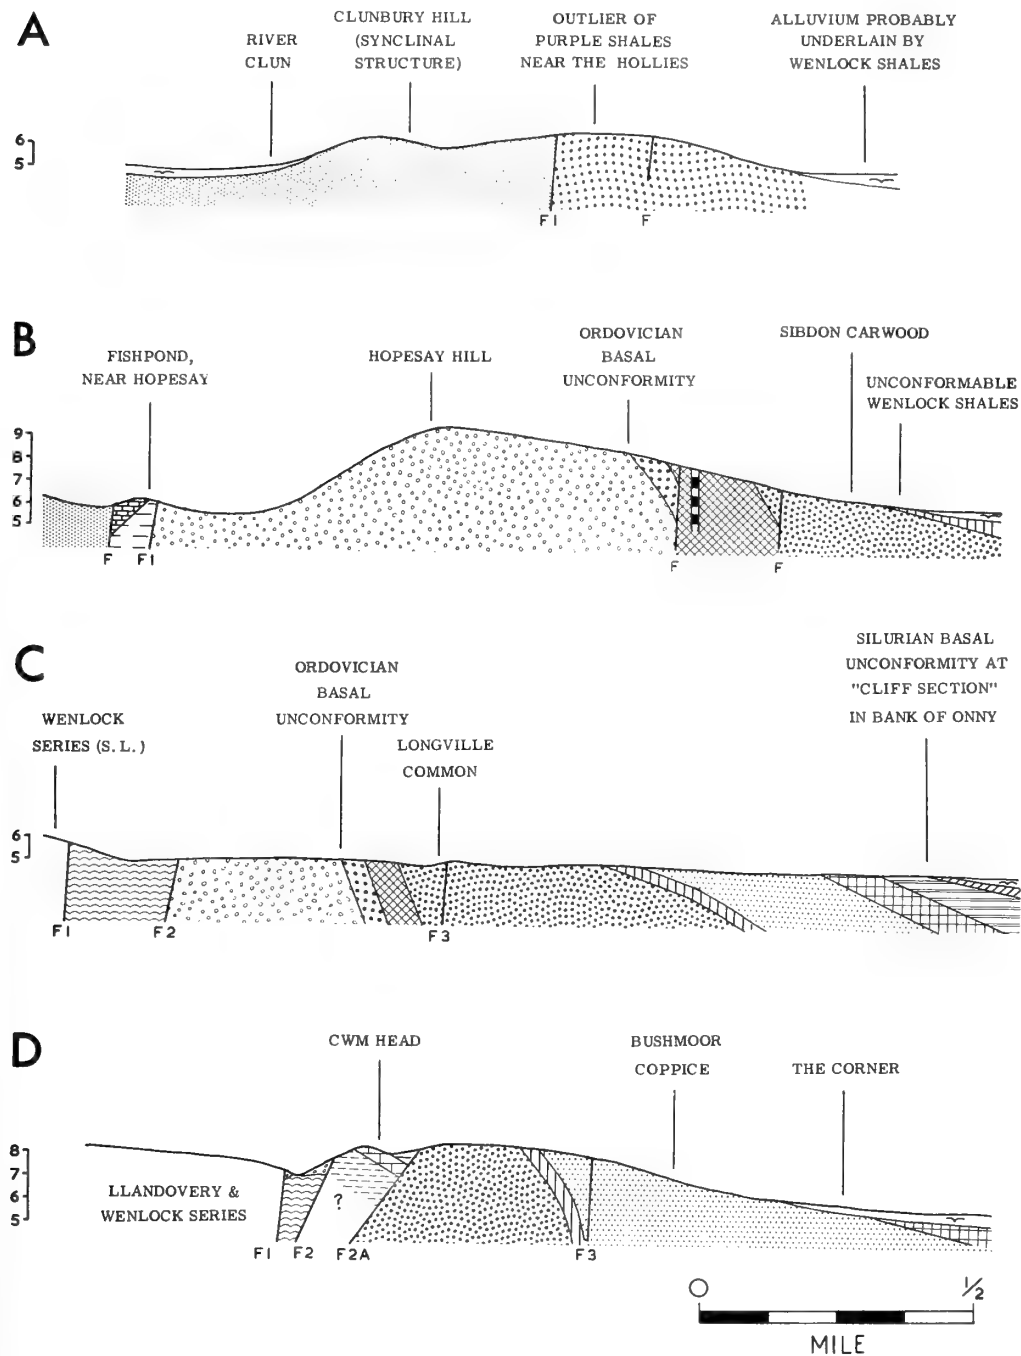 A
RIVER
CLUN
CLUNBURY HILL
(SYNCLINAL
STRUCTURE)
OUTLIER OF
PURPLE SHALES
NEAR THE HOLLIES
ALLUVIUM PROBABLY
UNDERLAIN BY
WENLOCK SHALES
6
5
F1
F
B
FISHPOND,
NEAR HOPESAY
HOPESAY HILL
ORDOVICIAN
BASAL
UNCONFORMITY
SIBDON CARWOOD
UNCONFORMABLE
WENLOCK SHALES
9
8
7
6
5
F
F1
F
F
C
WENLOCK
SERIES (S. L.)
ORDOVICIAN
BASAL
UNCONFORMITY
LONGVILLE
COMMON
SILURIAN BASAL
UNCONFORMITY AT
"CLIFF SECTION"
IN BANK OF ONNY
6
5
F1
F2
F3
D
CWM HEAD
BUSHMOOR
COPPICE
THE CORNER
8
7
6
5
LLANDOVERY &
WENLOCK SERIES
?
F1
F2
F2A
F3
0
1/2
MILE